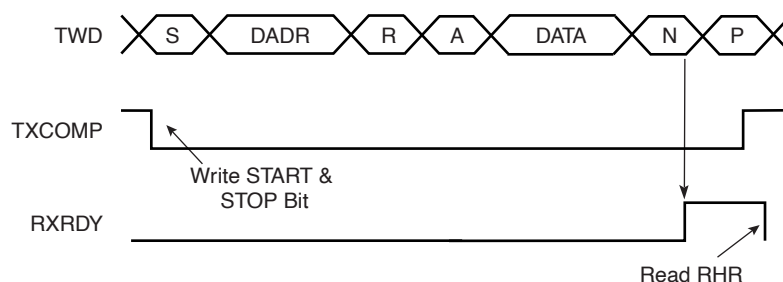 TWD S DADR R A DATA N P
TXCOMP
Write START &
STOP Bit
RXRDY
Read RHR